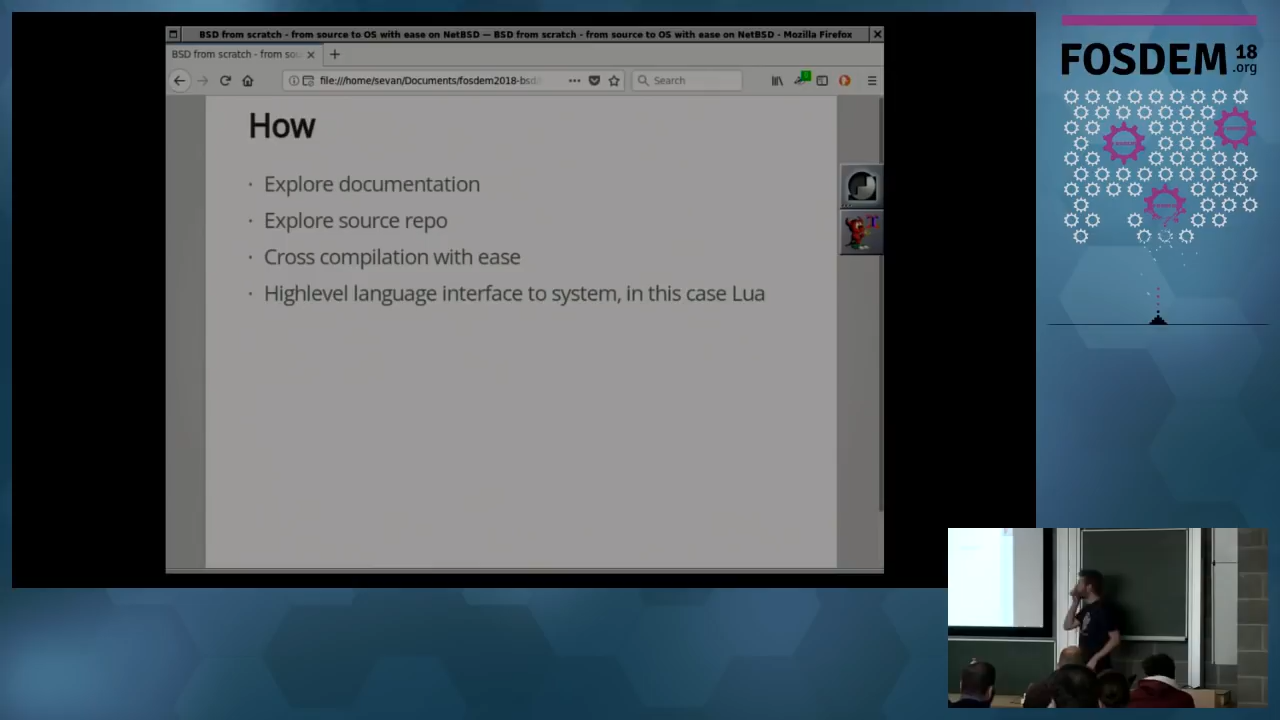 BSD from scratch - from source to OS with ease on NetBSD — BSD from scratch - from source to OS with ease on NetBSD - Mozilla Firefox
BSD from scratch - from sou
file:///home/sevan/Documents/fosdem2018-bsd
Search
How
· Explore documentation
· Explore source repo
· Cross compilation with ease
· Highlevel language interface to system, in this case Lua
T
FOSDEM 18
.org